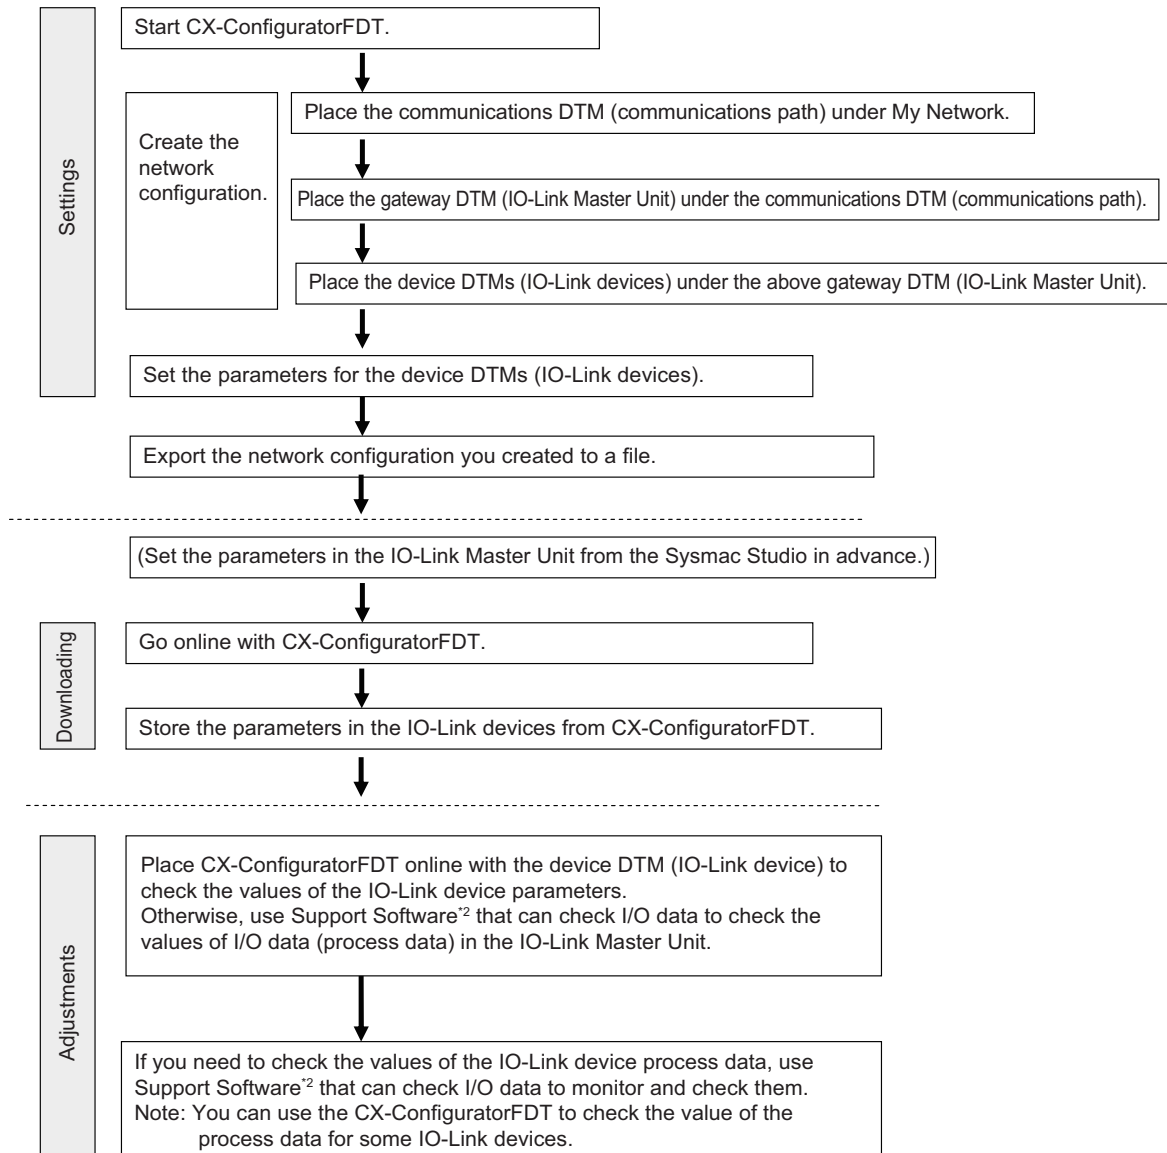 Settings
Start CX-ConfiguratorFDT.
Create the
network
configuration.
Place the communications DTM (communications path) under My Network.
Place the gateway DTM (IO-Link Master Unit) under the communications DTM (communications path).
Place the device DTMs (IO-Link devices) under the above gateway DTM (IO-Link Master Unit).
Set the parameters for the device DTMs (IO-Link devices).
Export the network configuration you created to a file.
(Set the parameters in the IO-Link Master Unit from the Sysmac Studio in advance.)
Downloading
Go online with CX-ConfiguratorFDT.
Store the parameters in the IO-Link devices from CX-ConfiguratorFDT.
Adjustments
Place CX-ConfiguratorFDT online with the device DTM (IO-Link device) to
check the values of the IO-Link device parameters.
Otherwise, use Support Software*2 that can check I/O data to check the
values of I/O data (process data) in the IO-Link Master Unit.
If you need to check the values of the IO-Link device process data, use
Support Software*2 that can check I/O data to monitor and check them.
Note: You can use the CX-ConfiguratorFDT to check the value of the
process data for some IO-Link devices.